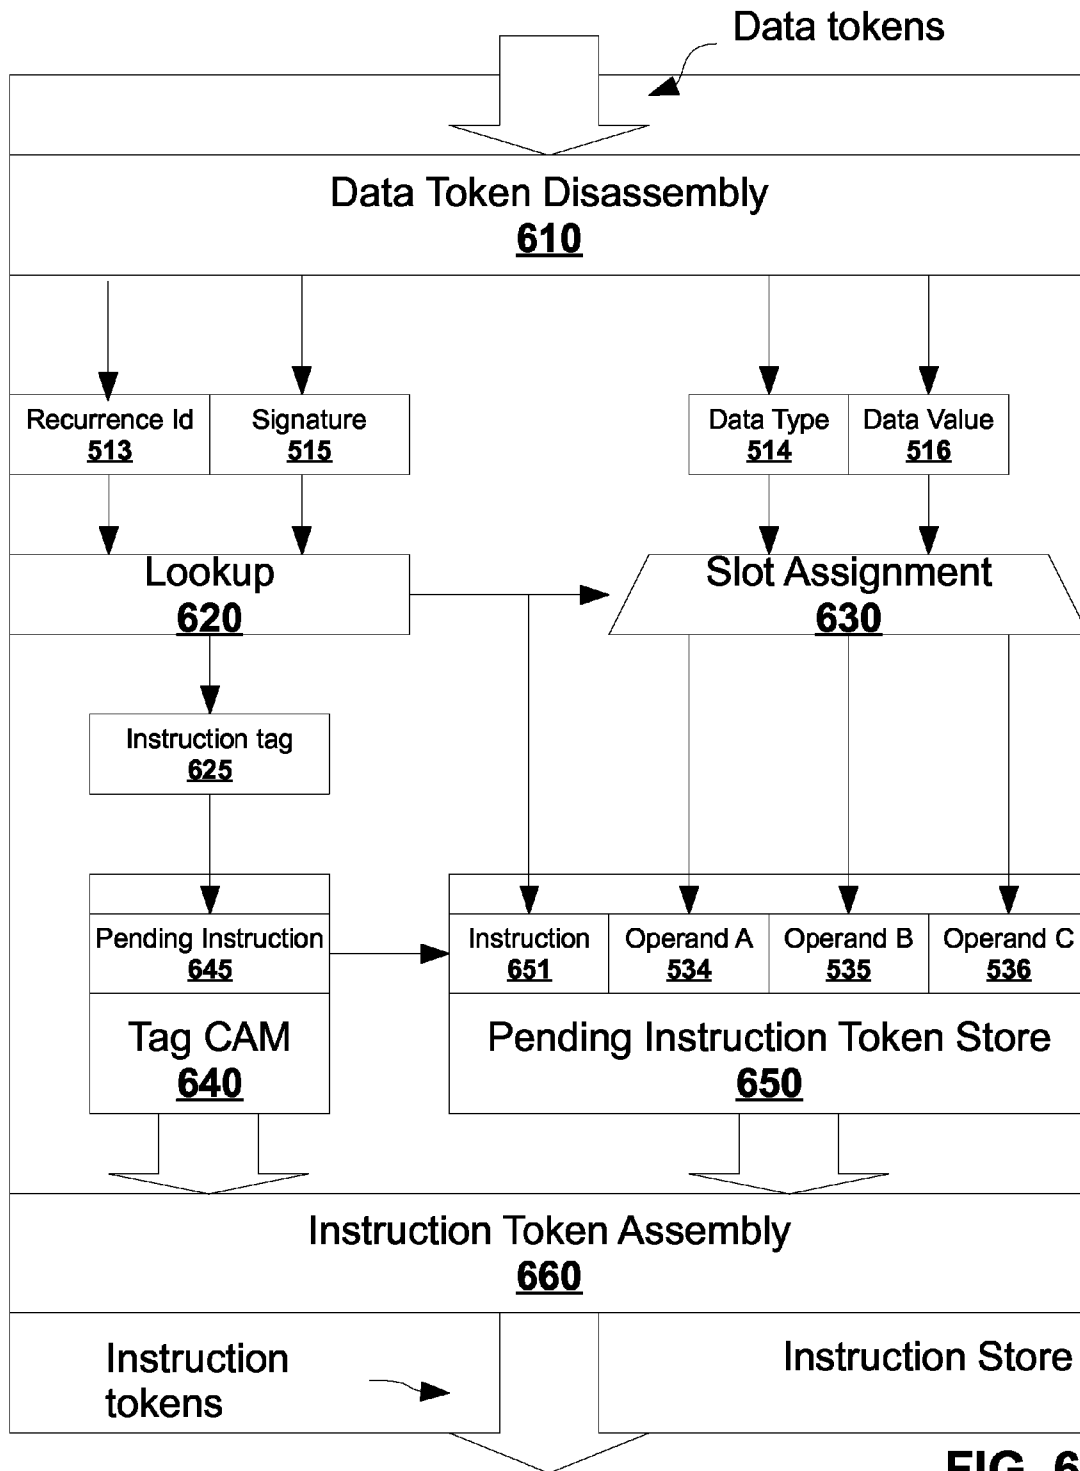 Data tokens
Data Token Disassembly
610
Recurrence Id
513
Signature
515
Data Type
514
Data Value
516
Lookup
620
Slot Assignment
630
Instruction tag
625
Pending Instruction
645
Instruction
651
Operand A
534
Operand B
535
Operand C
536
Tag CAM
640
Pending Instruction Token Store
650
Instruction Token Assembly
660
Instruction
tokens
Instruction Store
FIG. 6